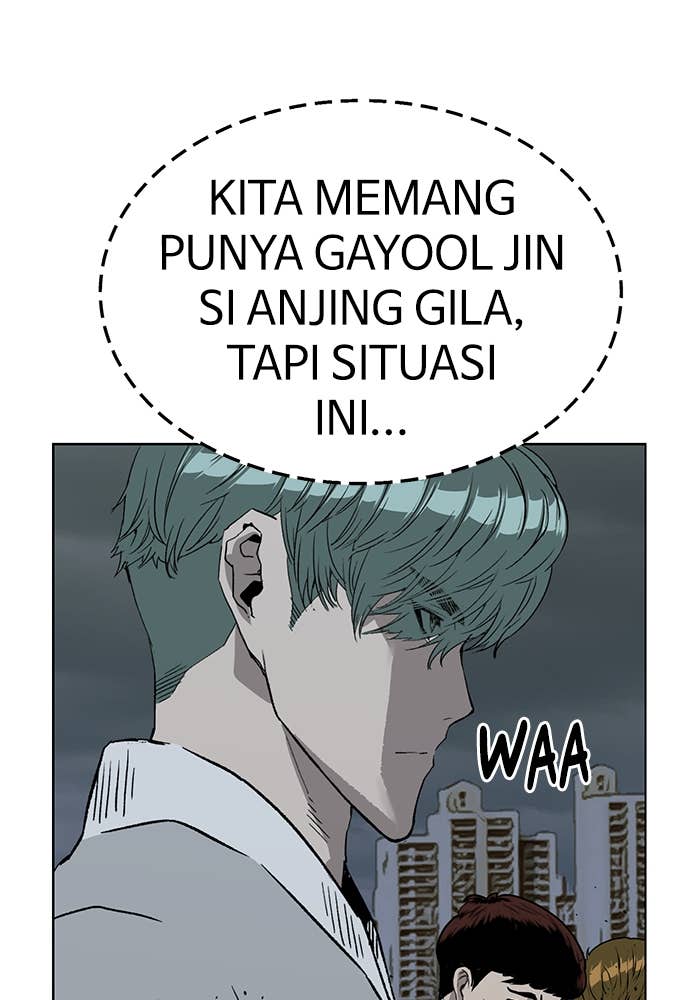 KITA MEMANG
PUNYA GAYOOL JIN
SI ANJING GILA,
TAPI SITUASI
INI...
WAA